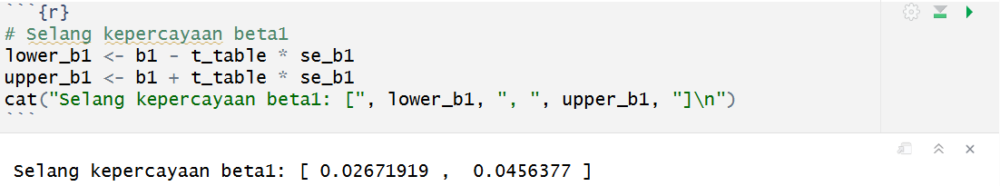 ```{r}
# Selang kepercayaan beta1
lower_b1 <- b1 - t_table * se_b1
upper_b1 <- b1 + t_table * se_b1
cat("Selang kepercayaan beta1: [", lower_b1, ", ", upper_b1, "]\n")
```
Selang kepercayaan beta1: [ 0.02671919 ,  0.0456377 ]